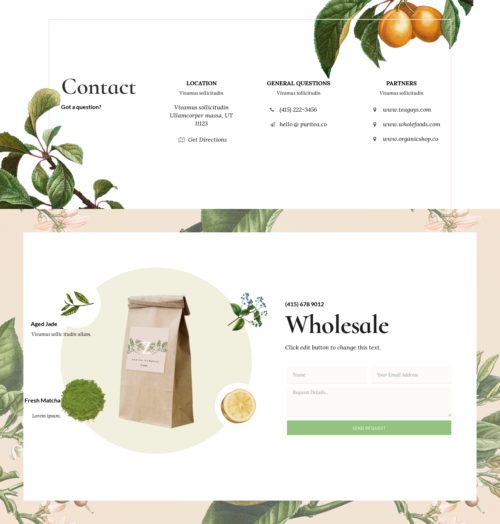 Contact
Got a question?
LOCATION
Vivamus sollicitudin
Vivamus sollicitudin
Ullamcorper massa, UT
11123
Get Directions
GENERAL QUESTIONS
Vivamus sollicitudin
(415) 222-3456
hello @ puritea.co
PARTNERS
Vivamus sollicitudin
www.teaguys.com
www.wholefoods.com
www.organicshop.co
Aged Jade
Vivamus sollic itudin ullam.
Fresh Matcha
Lorem ipsum.
(415) 678 9012
Wholesale
Click edit button to change this text.
Name
Your Email Address
Request Details...
SEND REQUEST